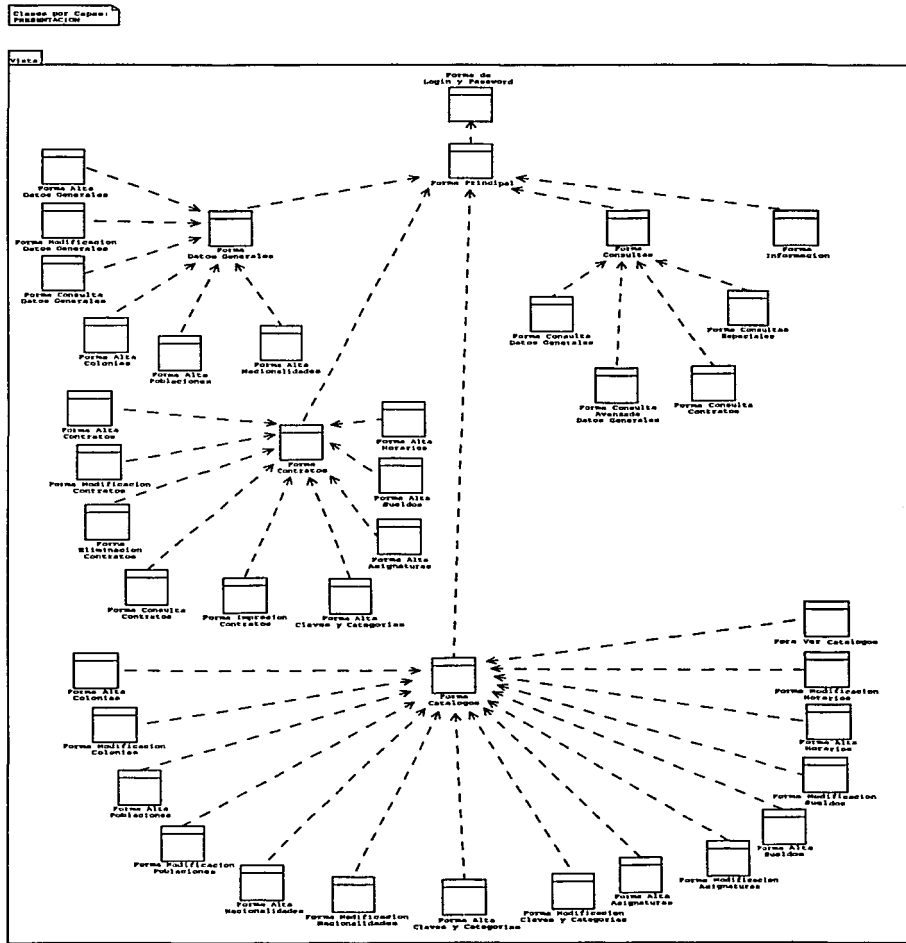 Clases por Capas:
PRESENTACION
Vista
Forma de
Login y Password
Forma Principal
Forma Alta
Datos Generales
Forma Modificacion
Datos Generales
Forma Consulta
Datos Generales
Forma
Datos Generales
Forma
Consultas
Forma
Informacion
Forma Alta
Colonias
Forma Alta
Poblaciones
Forma Alta
Nacionalidades
Forma Consulta
Datos Generales
Forma Consultas
Especiales
Forma Consulta
Avanzada
Datos Generales
Forma Consulta
Contratos
Forma Alta
Contratos
Forma Modificacion
Contratos
Forma
Eliminacion
Contratos
Forma Consulta
Contratos
Forma Impresion
Contratos
Forma Alta
Claves y Categorias
Forma
Contratos
Forma Alta
Horarios
Forma Alta
Sueldos
Forma Alta
Asignaturas
Forma
Catalogos
Forma Alta
Colonias
Forma Modificacion
Colonias
Forma Alta
Poblaciones
Forma Modificacion
Poblaciones
Forma Alta
Nacionalidades
Forma Modificacion
Nacionalidades
Forma Alta
Claves y Categorias
Forma Modificacion
Claves y Categorias
Forma Alta
Asignaturas
Forma Modificacion
Asignaturas
Forma Alta
Sueldos
Forma Modificacion
Sueldos
Forma Alta
Horarios
Forma Modificacion
Horarios
Fora Ver Catalogos